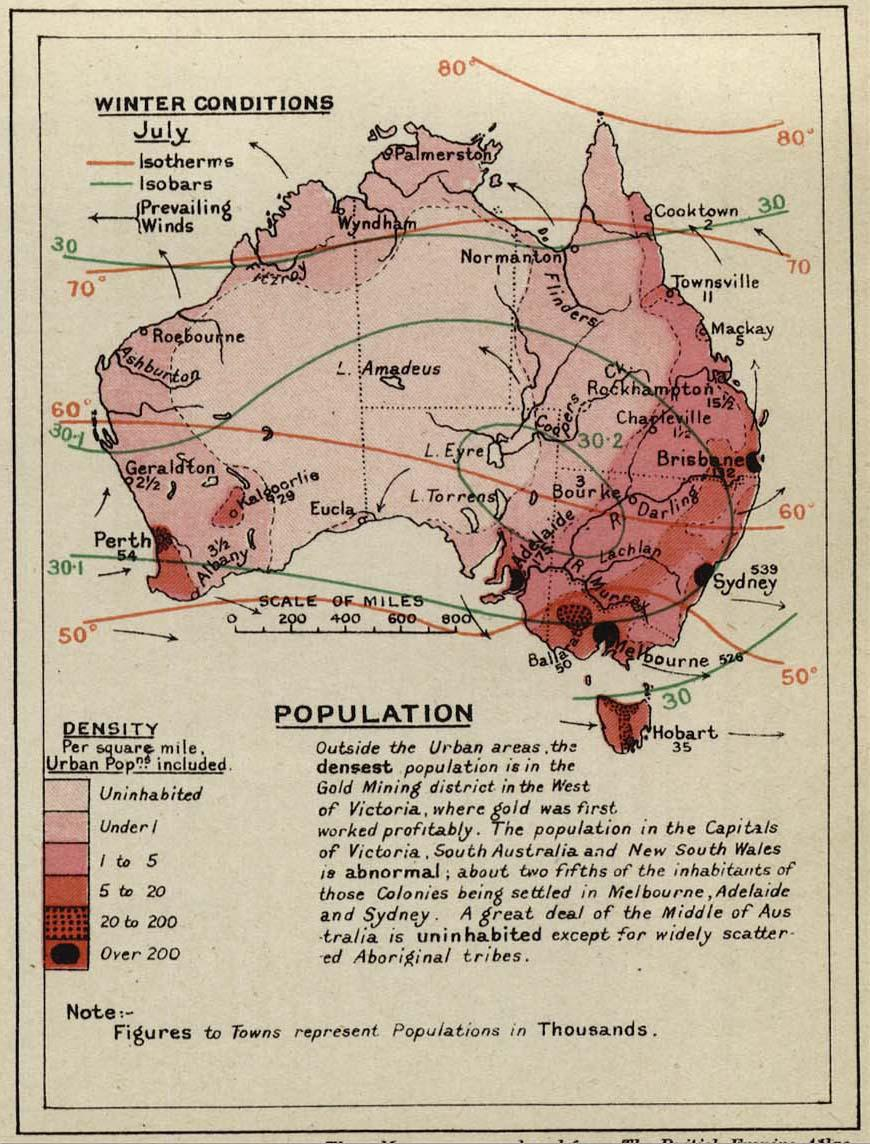 WINTER CONDITIONS
July
Isotherms
Isobars
Prevailing
Winds
80°
80°
Palmerston
Wyndham
Cooktown
2
30
30
70°
70
Fitzroy
Normanton
Flinders
Townsville
11
Roebourne
Mackay
5
Ashburton
L. Amadeus
Ck
Rockhampton
15½
60°
30·1
Coopers
Charleville
1½
30·2
L. Eyre
Brisbane
132
Geraldton
2½
Kalgoorlie
29
L. Torrens
3
Bourke
Darling
R
Eucla
60°
Perth
54
3½
Albany
Adelaide
175
Lachlan
R. Murray
30·1
539
Sydney
SCALE OF MILES
0 200 400 600 800
50°
Ballarat
50
Melbourne 526
50°
30
Hobart
35
POPULATION
Outside the Urban areas, the
densest population is in the
Gold Mining district in the West
of Victoria, where gold was first
worked profitably. The population in the Capitals
of Victoria, South Australia and New South Wales
is abnormal; about two fifths of the inhabitants of
those Colonies being settled in Melbourne, Adelaide
and Sydney. A great deal of the Middle of Aus
-tralia is uninhabited except for widely scatter-
-ed Aboriginal tribes.
DENSITY
Per square mile,
Urban Popns included.
Uninhabited
Under 1
1 to 5
5 to 20
20 to 200
Over 200
Note:-
Figures to Towns represent Populations in Thousands.